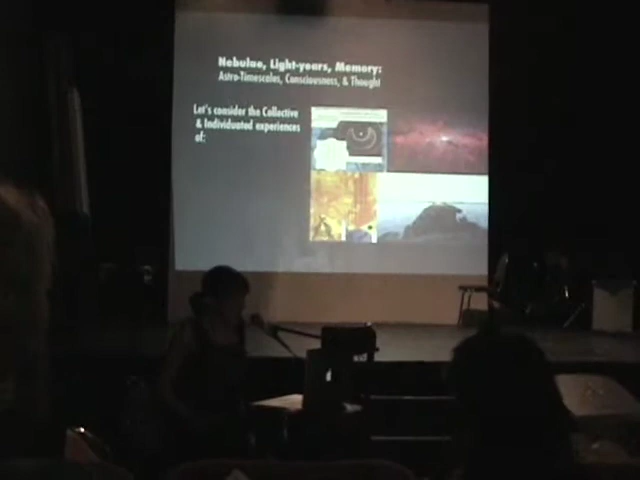 Nebulae, Light-years, Memory:
Astro-Timescales, Consciousness, & Thought
Let's consider the Collective
& Individuated experiences
of: